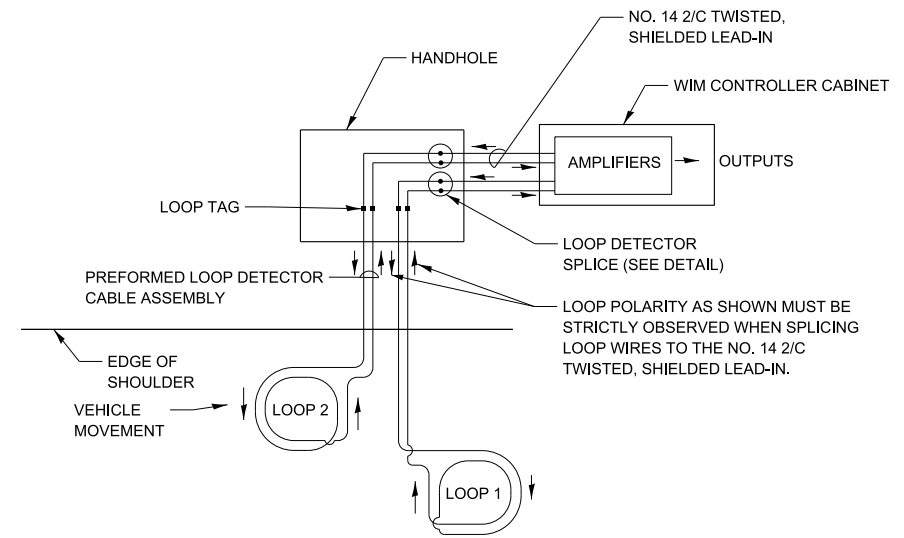 NO. 14 2/C TWISTED,
SHIELDED LEAD-IN
HANDHOLE
WIM CONTROLLER CABINET
AMPLIFIERS
OUTPUTS
LOOP TAG
LOOP DETECTOR
SPLICE (SEE DETAIL)
PREFORMED LOOP DETECTOR
CABLE ASSEMBLY
LOOP POLARITY AS SHOWN MUST BE
STRICTLY OBSERVED WHEN SPLICING
LOOP WIRES TO THE NO. 14 2/C
TWISTED, SHIELDED LEAD-IN.
EDGE OF
SHOULDER
VEHICLE
MOVEMENT
LOOP 2
LOOP 1